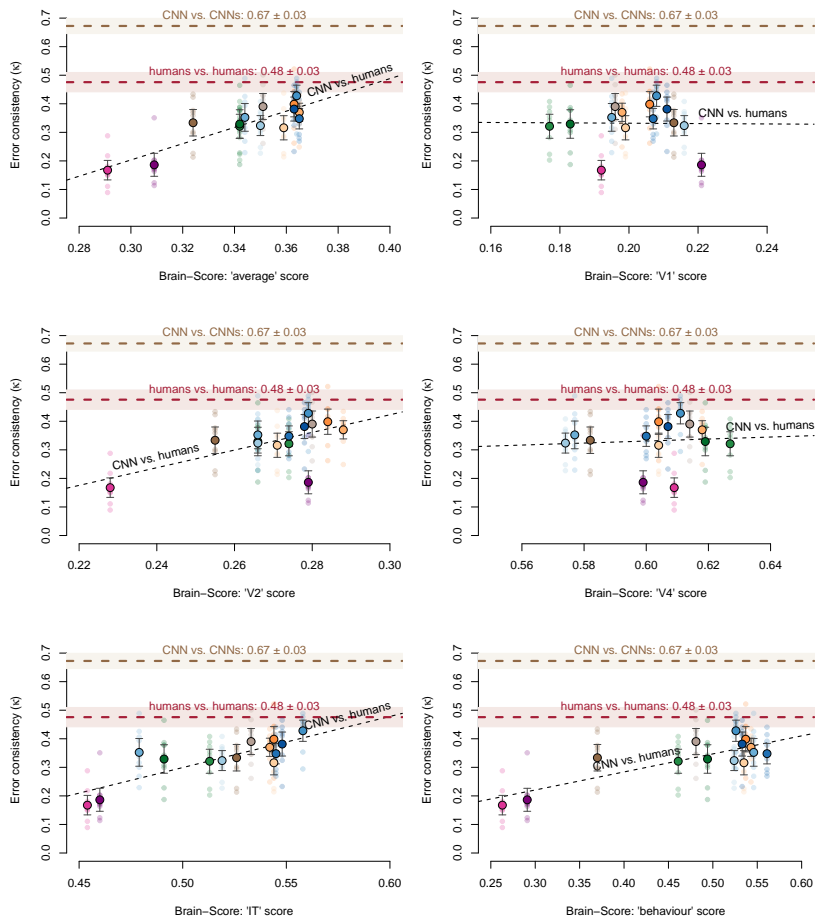 CNN vs. CNNs: 0.67 ± 0.03
humans vs. humans: 0.48 ± 0.03
CNN vs. humans
Error consistency (κ)
0.0 0.1 0.2 0.3 0.4 0.5 0.6 0.7
0.28 0.30 0.32 0.34 0.36 0.38 0.40
Brain−Score: 'average' score
CNN vs. CNNs: 0.67 ± 0.03
humans vs. humans: 0.48 ± 0.03
CNN vs. humans
Error consistency (κ)
0.0 0.1 0.2 0.3 0.4 0.5 0.6 0.7
0.16 0.18 0.20 0.22 0.24
Brain−Score: 'V1' score
CNN vs. CNNs: 0.67 ± 0.03
humans vs. humans: 0.48 ± 0.03
CNN vs. humans
Error consistency (κ)
0.0 0.1 0.2 0.3 0.4 0.5 0.6 0.7
0.22 0.24 0.26 0.28 0.30
Brain−Score: 'V2' score
CNN vs. CNNs: 0.67 ± 0.03
humans vs. humans: 0.48 ± 0.03
CNN vs. humans
Error consistency (κ)
0.0 0.1 0.2 0.3 0.4 0.5 0.6 0.7
0.56 0.58 0.60 0.62 0.64
Brain−Score: 'V4' score
CNN vs. CNNs: 0.67 ± 0.03
humans vs. humans: 0.48 ± 0.03
CNN vs. humans
Error consistency (κ)
0.0 0.1 0.2 0.3 0.4 0.5 0.6 0.7
0.45 0.50 0.55 0.60
Brain−Score: 'IT' score
CNN vs. CNNs: 0.67 ± 0.03
humans vs. humans: 0.48 ± 0.03
CNN vs. humans
Error consistency (κ)
0.0 0.1 0.2 0.3 0.4 0.5 0.6 0.7
0.25 0.30 0.35 0.40 0.45 0.50 0.55 0.60
Brain−Score: 'behaviour' score